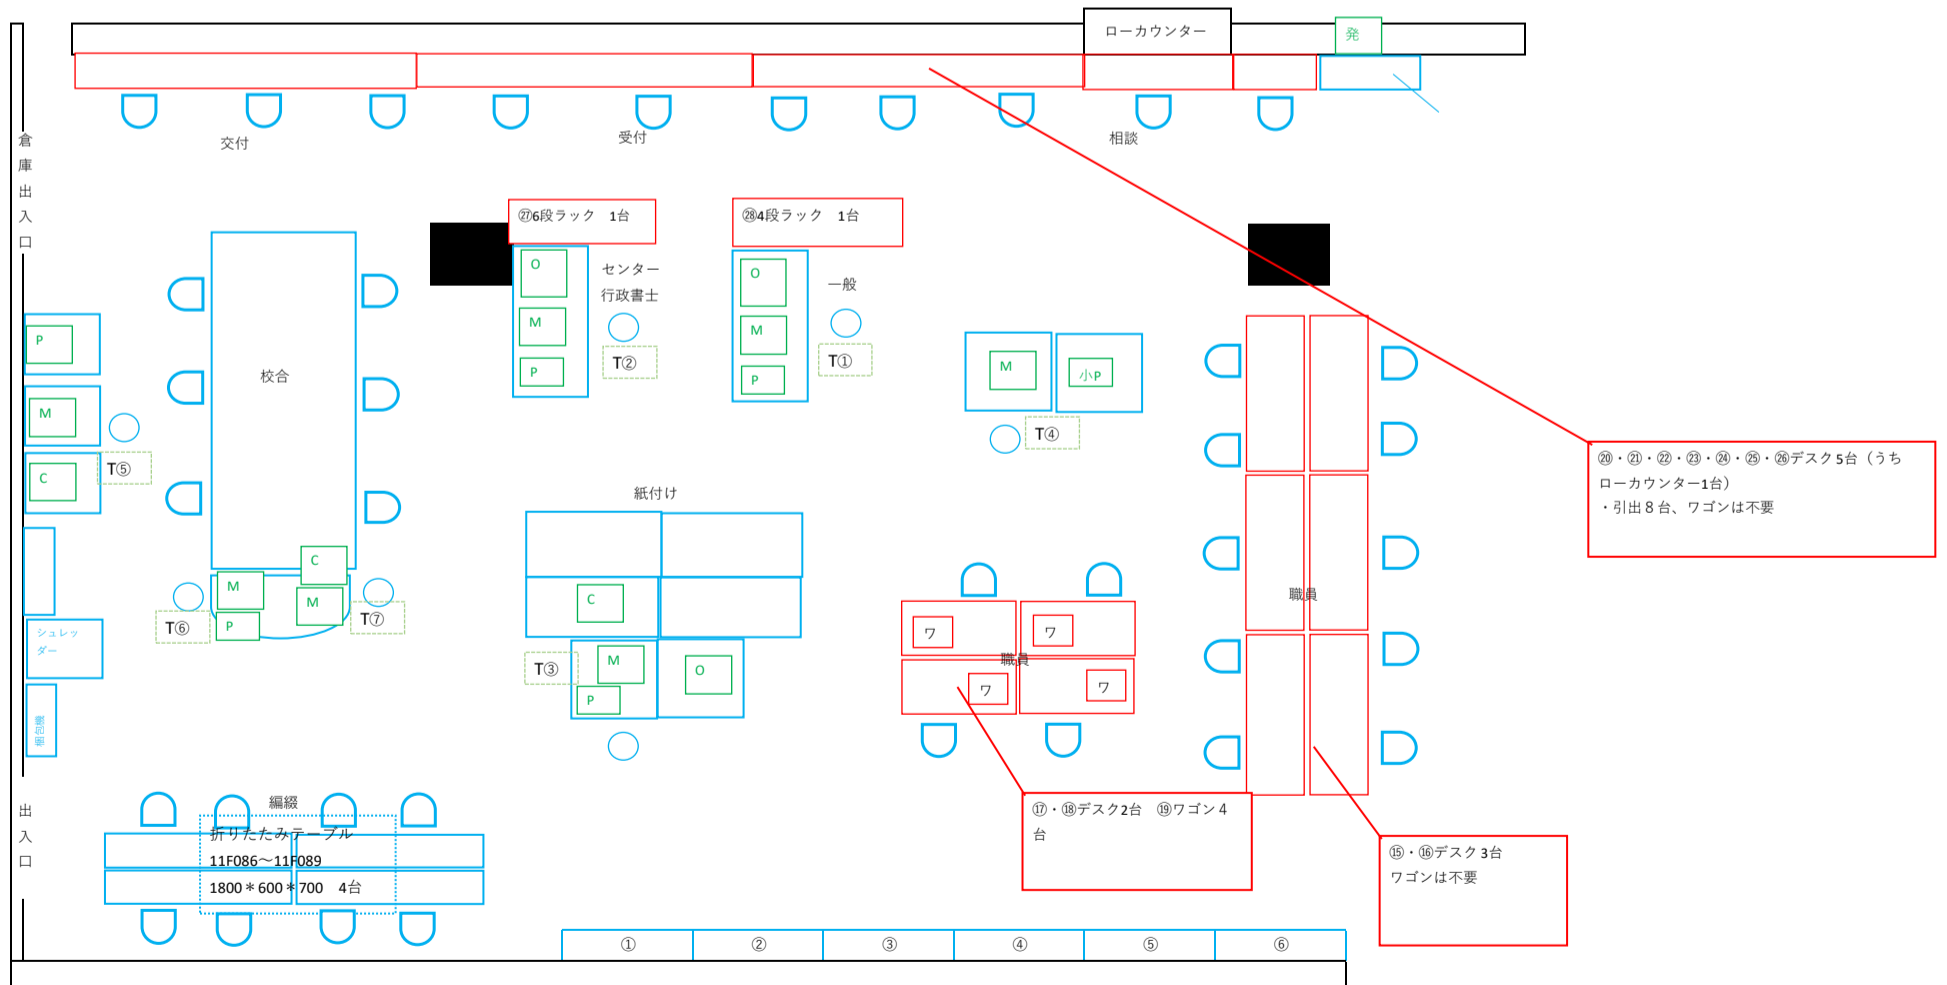 ローカウンター
発
倉庫出入口
交付
受付
相談
㉗6段ラック　1台
㉘4段ラック　1台
O
M
P
センター
行政書士
T②
O
M
P
一般
T①
M
小P
T④
P
M
C
T⑤
校合
C
M
M
P
T⑥
T⑦
シュレッ
ダー
梱包機
紙付け
C
M
P
O
T③
ワ
ワ
職員
ワ
ワ
職員
⑳・㉑・㉒・㉓・㉔・㉕・㉖デスク5台（うち
ローカウンター1台）
・引出８台、ワゴンは不要
⑰・⑱デスク2台　⑲ワゴン４
台
⑮・⑯デスク3台
ワゴンは不要
出入口
編綴
折りたたみテーブル
11F086～11F089
1800＊600＊700　4台
①
②
③
④
⑤
⑥